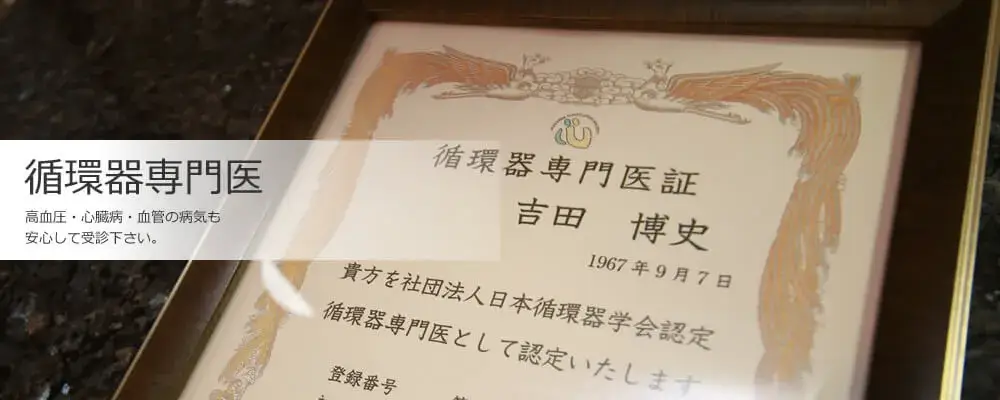 循環器専門医
高血圧・心臓病・血管の病気も
安心して受診下さい。
循環器専門医証
吉田 博史
1967年9月7日
貴方を社団法人日本循環器学会認定
循環器専門医として認定いたします
登録番号